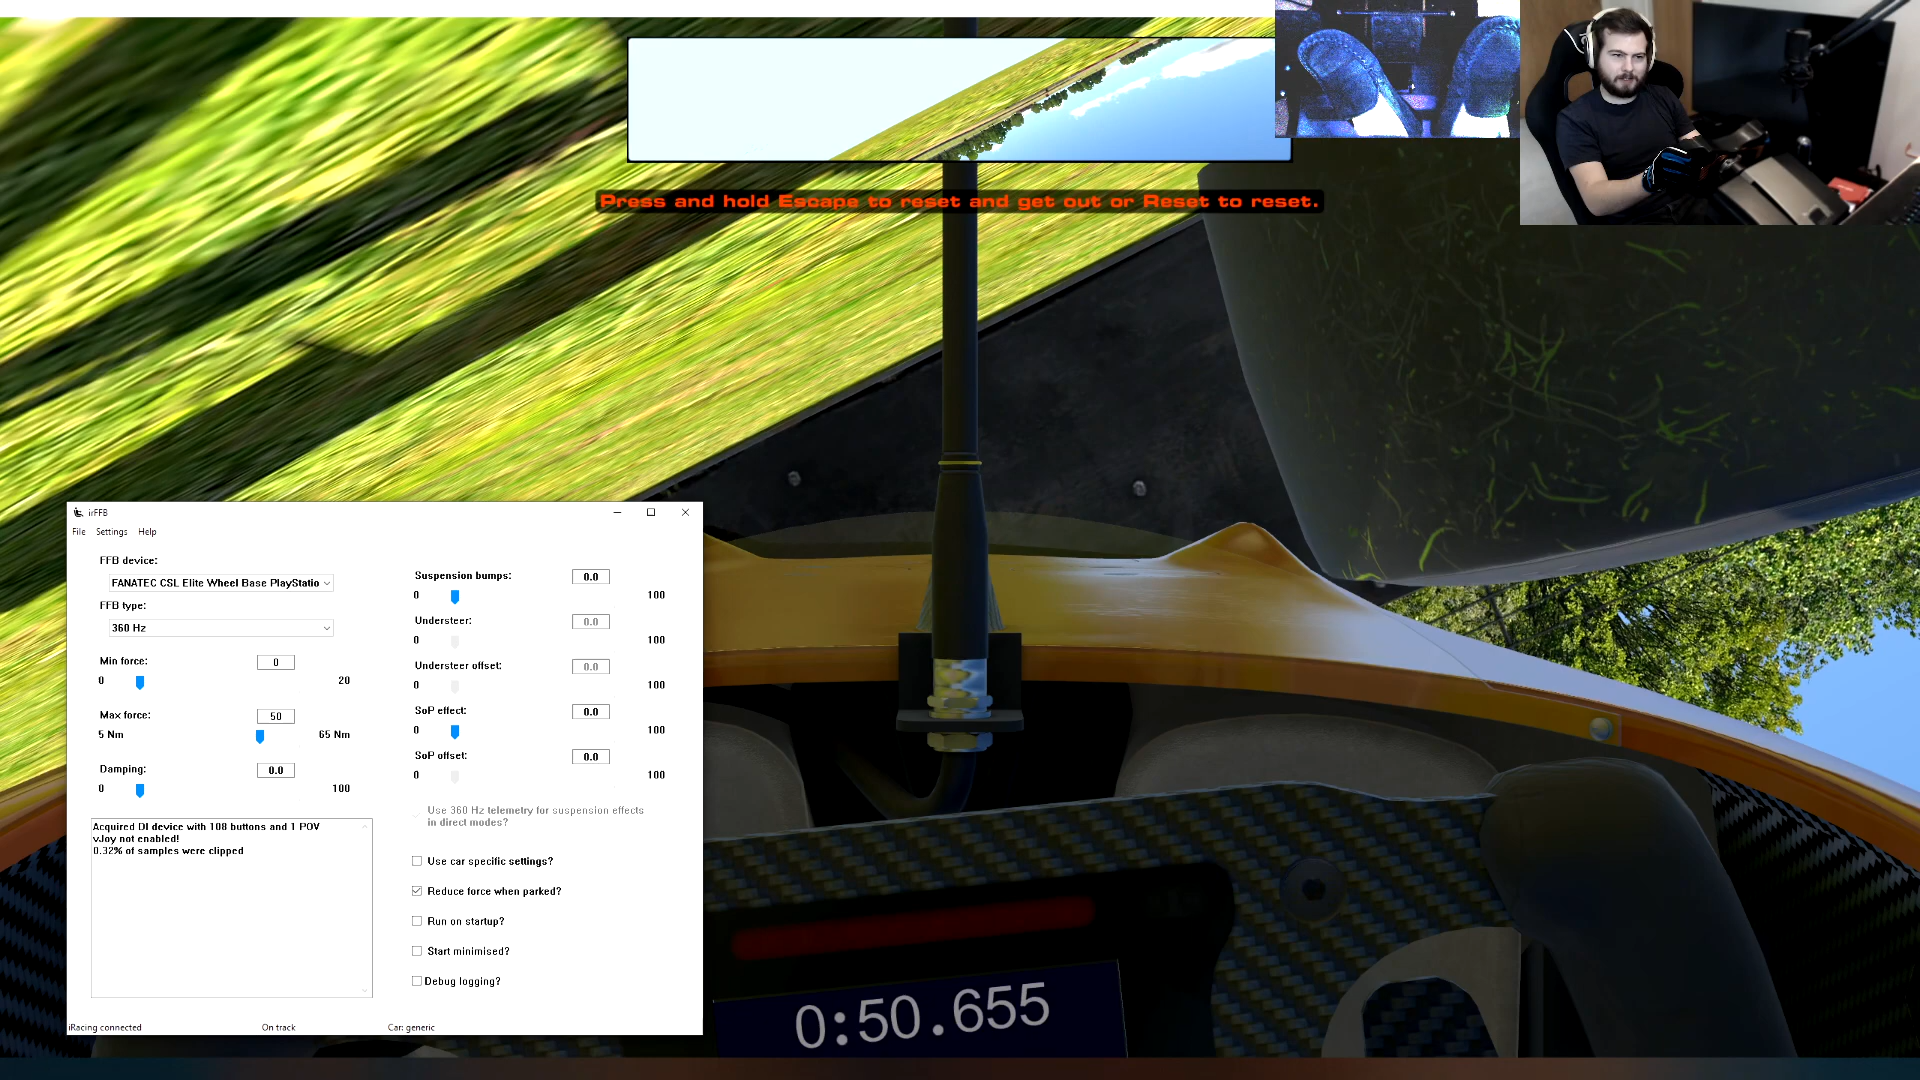 Press and hold Escape to reset and get out or Reset to reset.
irFFB
File Settings Help
FFB device:
FANATEC CSL Elite Wheel Base PlayStatio
FFB type:
360 Hz
Min force:
0
0 20
Max force:
50
5 Nm 65 Nm
Damping:
0.0
0 100
Acquired DI device with 108 buttons and 1 POV
vJoy not enabled!
0.32% of samples were clipped
Suspension bumps:
0.0
0 100
Understeer:
0.0
0 100
Understeer offset:
0.0
0 100
SoP effect:
0.0
0 100
SoP offset:
0.0
0 100
Use 360 Hz telemetry for suspension effects
in direct modes?
Use car specific settings?
Reduce force when parked?
Run on startup?
Start minimised?
Debug logging?
iRacing connected On track Car: generic
0:50.655